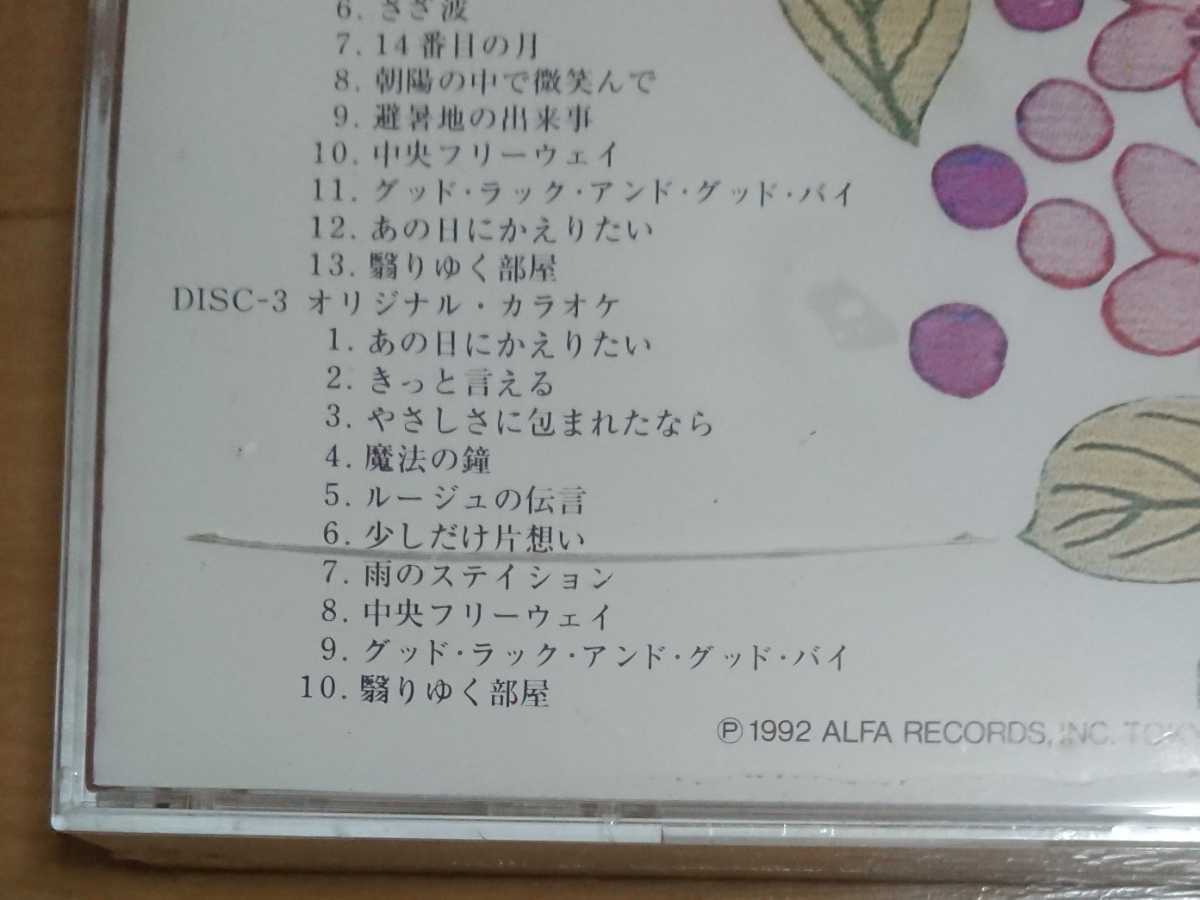 6. さざ波
7. 14番目の月
8. 朝陽の中で微笑んで
9. 避暑地の出来事
10. 中央フリーウェイ
11. グッド・ラック・アンド・グッド・バイ
12. あの日にかえりたい
13. 翳りゆく部屋
DISC-3 オリジナル・カラオケ
1. あの日にかえりたい
2. きっと言える
3. やさしさに包まれたなら
4. 魔法の鐘
5. ルージュの伝言
6. 少しだけ片想い
7. 雨のステイション
8. 中央フリーウェイ
9. グッド・ラック・アンド・グッド・バイ
10. 翳りゆく部屋
Ⓟ 1992 ALFA RECORDS, INC. TOKY